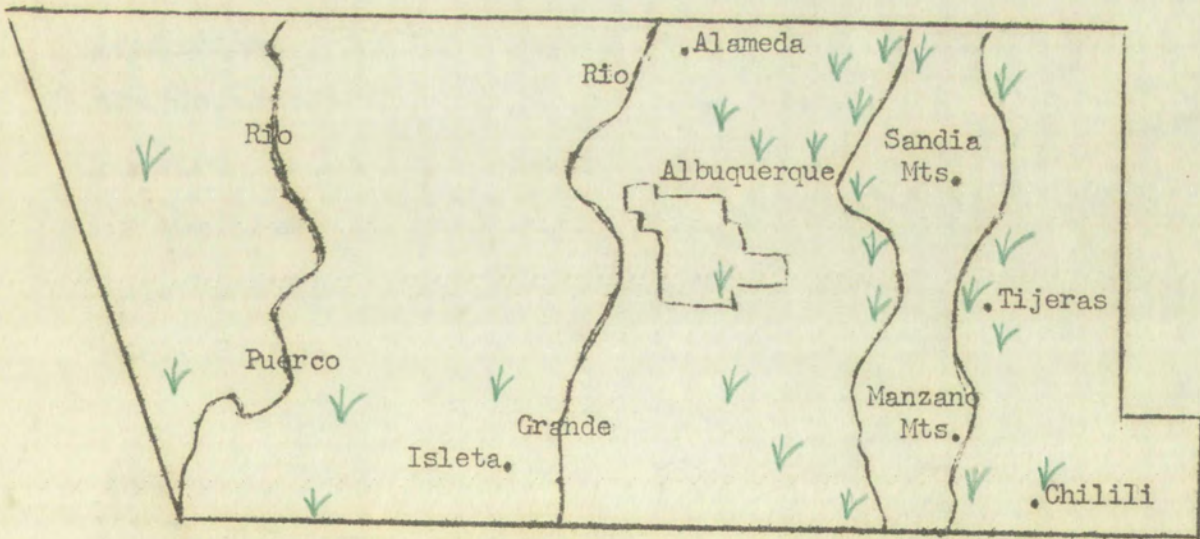 Alameda
Rio
Rio
Sandia
Mts.
Albuquerque
Tijeras
Puerco
Manzano
Mts.
Grande
Isleta.
Chilili